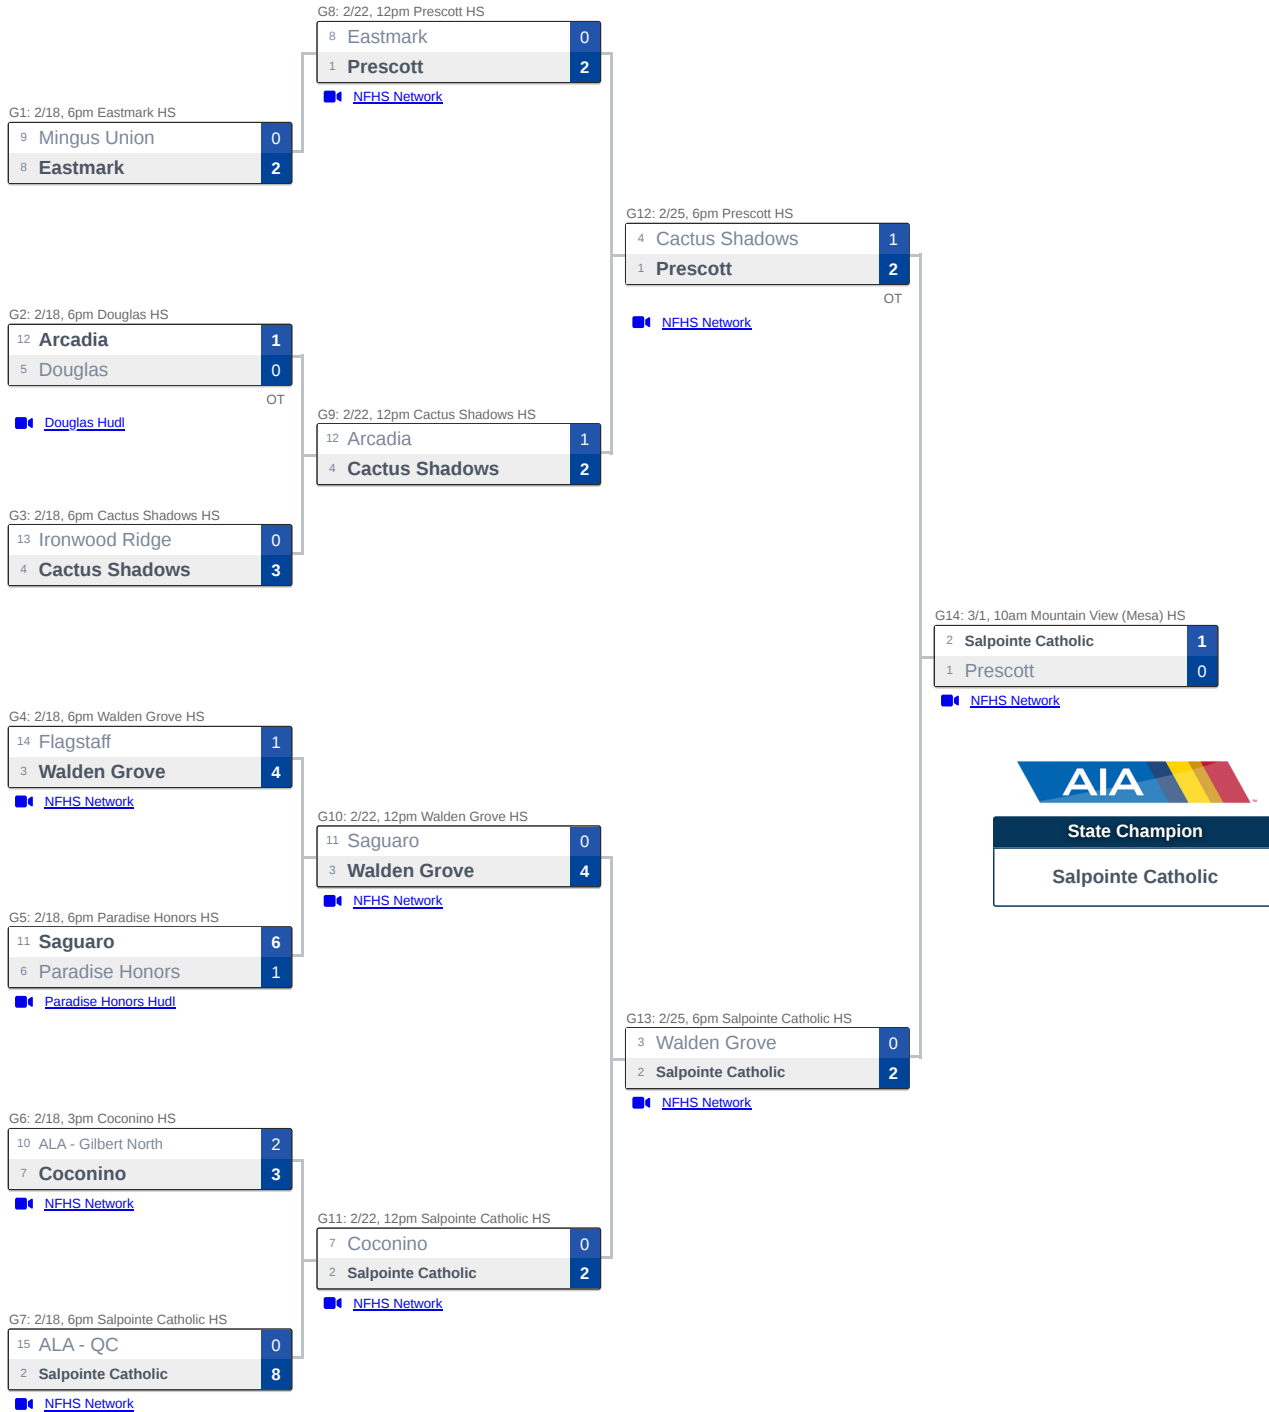 G8: 2/22, 12pm Prescott HS
8 Eastmark 0
1 Prescott 2
NFHS Network
G1: 2/18, 6pm Eastmark HS
9 Mingus Union 0
8 Eastmark 2
G12: 2/25, 6pm Prescott HS
4 Cactus Shadows 1
1 Prescott 2
OT
NFHS Network
G2: 2/18, 6pm Douglas HS
12 Arcadia 1
5 Douglas 0
OT
Douglas Hudl
G9: 2/22, 12pm Cactus Shadows HS
12 Arcadia 1
4 Cactus Shadows 2
G3: 2/18, 6pm Cactus Shadows HS
13 Ironwood Ridge 0
4 Cactus Shadows 3
G14: 3/1, 10am Mountain View (Mesa) HS
2 Salpointe Catholic 1
1 Prescott 0
NFHS Network
G4: 2/18, 6pm Walden Grove HS
14 Flagstaff 1
3 Walden Grove 4
NFHS Network
AIA
TM
State Champion
Salpointe Catholic
G10: 2/22, 12pm Walden Grove HS
11 Saguaro 0
3 Walden Grove 4
NFHS Network
G5: 2/18, 6pm Paradise Honors HS
11 Saguaro 6
6 Paradise Honors 1
Paradise Honors Hudl
G13: 2/25, 6pm Salpointe Catholic HS
3 Walden Grove 0
2 Salpointe Catholic 2
NFHS Network
G6: 2/18, 3pm Coconino HS
10 ALA - Gilbert North 2
7 Coconino 3
NFHS Network
G11: 2/22, 12pm Salpointe Catholic HS
7 Coconino 0
2 Salpointe Catholic 2
NFHS Network
G7: 2/18, 6pm Salpointe Catholic HS
15 ALA - QC 0
2 Salpointe Catholic 8
NFHS Network